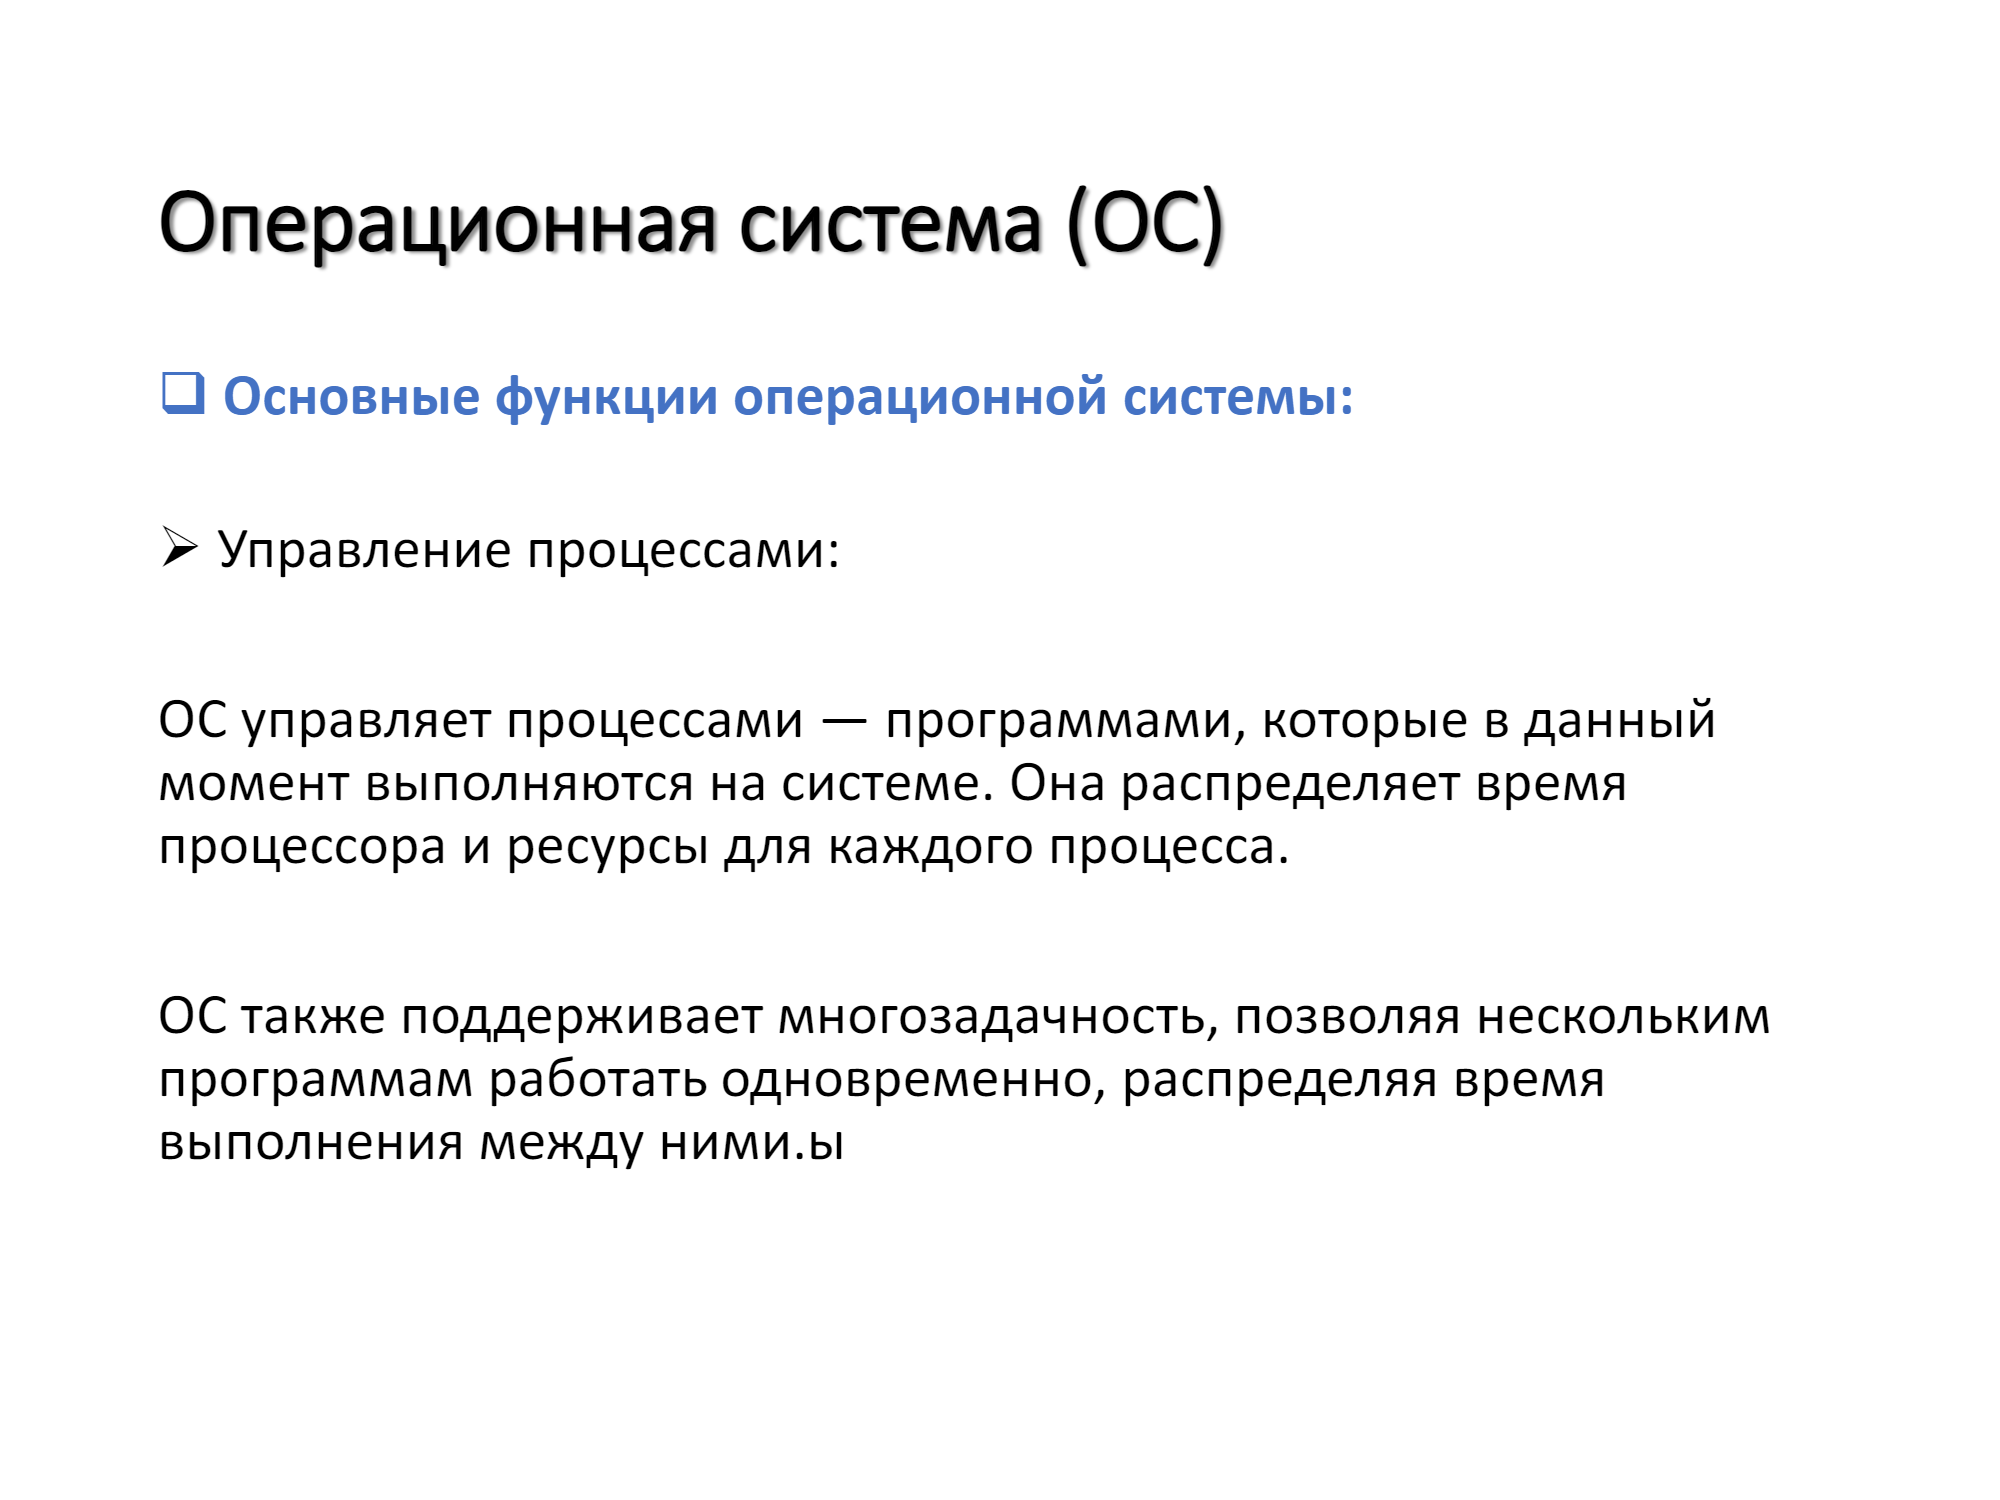 Операционная система (ОС)
❑ Основные функции операционной системы:
➢ Управление процессами:
ОС управляет процессами — программами, которые в данный
момент выполняются на системе. Она распределяет время
процессора и ресурсы для каждого процесса.
ОС также поддерживает многозадачность, позволяя нескольким
программам работать одновременно, распределяя время
выполнения между ними.ы